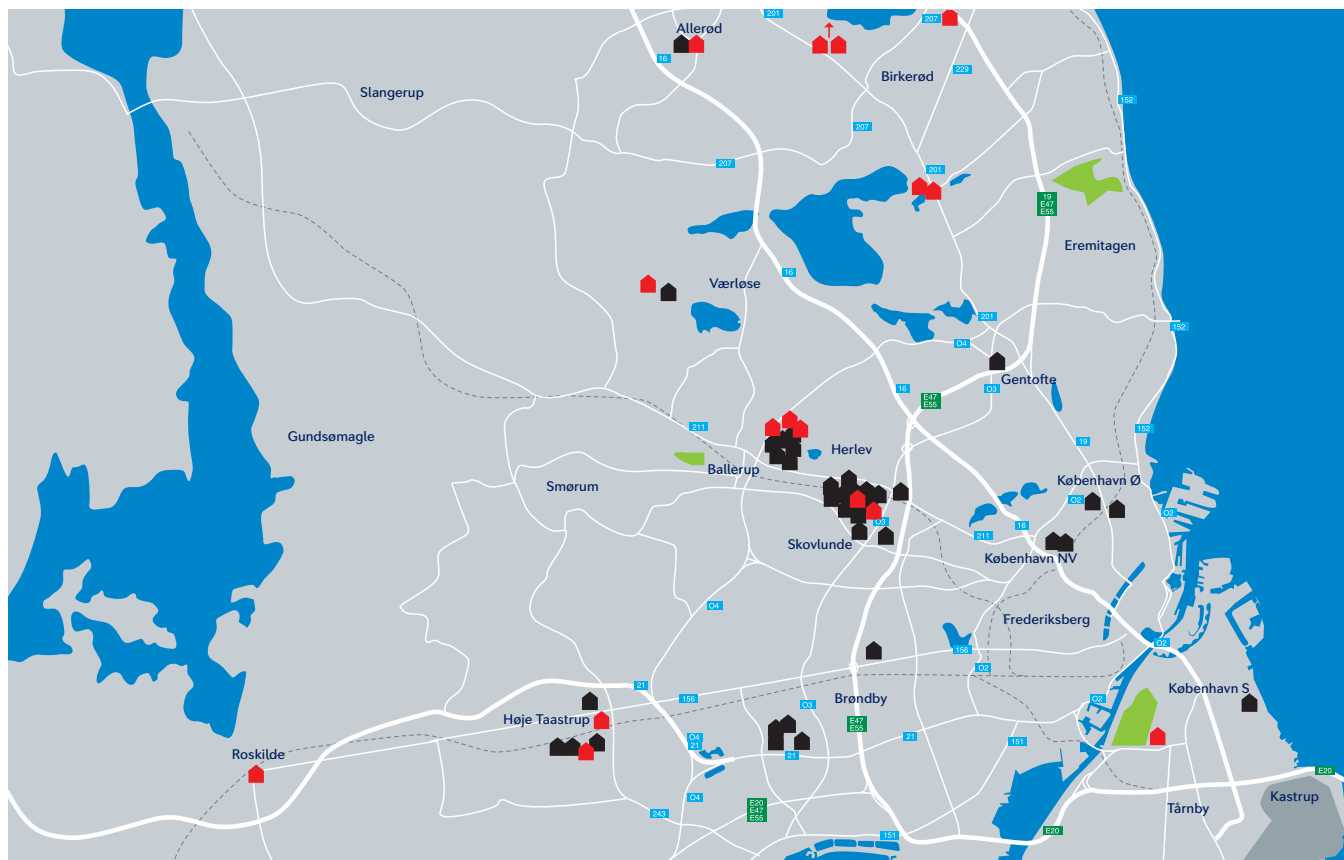 201
207
Allerød
16
229
Birkerød
Slangerup
152
207
207
201
19
E47
E55
Eremitagen
16
Værløse
201
152
O4
Gentofte
O3
16
E47
E55
211
152
Gundsømagle
19
Herlev
Ballerup
København Ø
Smørum
O2
O2
O3
16
211
Skovlunde
København NV
O4
Frederiksberg
O2
156
O2
21
København S
156
Brøndby
O2
O3
Høje Taastrup
E47
E55
O4
21
21
151
Roskilde
21
E20
Kastrup
O4
E20
E47
E55
Tårnby
243
E20
151